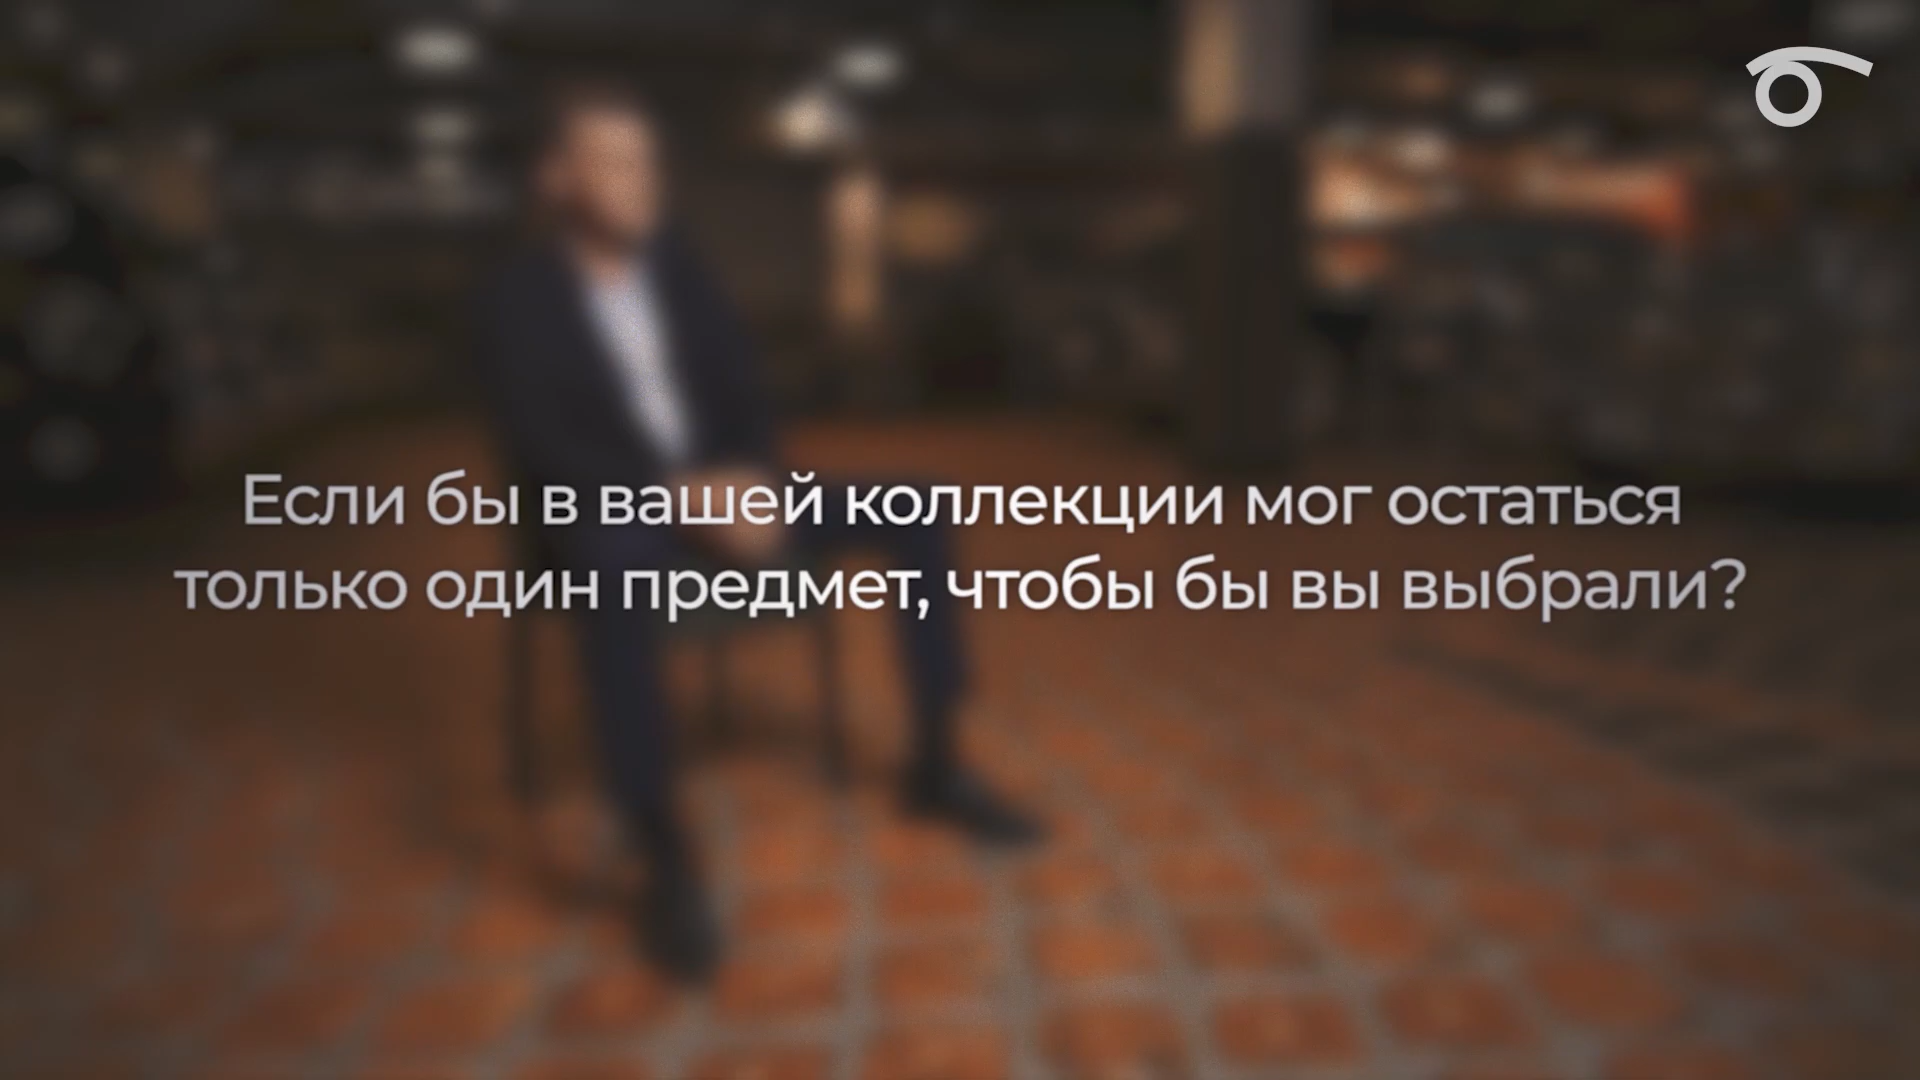 Если бы в вашей коллекции мог остаться
только один предмет, чтобы бы вы выбрали?